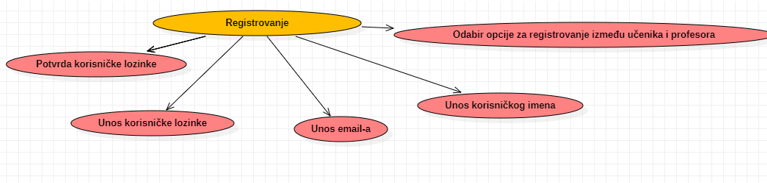 Registrovanje
Odabir opcije za registrovanje između učenika i profesora
Potvrda korisničke lozinke
Unos korisničkog imena
Unos korisničke lozinke
Unos email-a